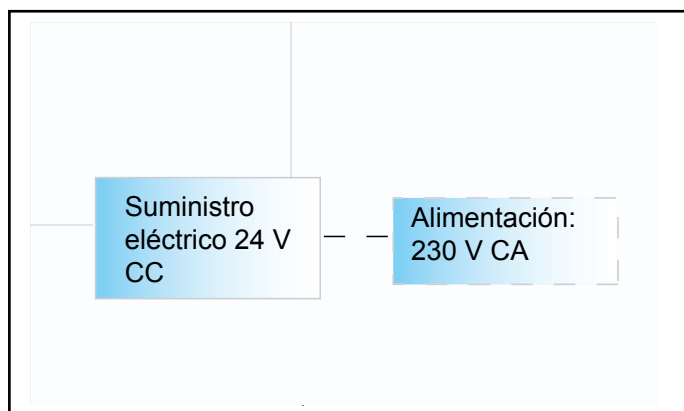 Suministro
eléctrico 24 V
CC
Alimentación:
230 V CA